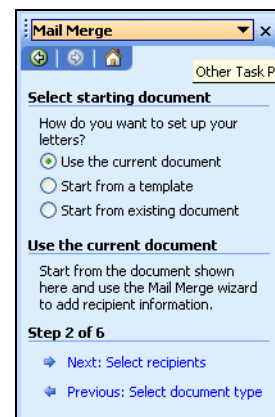 Mail Merge
Other Task P
Select starting document
How do you want to set up your
letters?
Use the current document
Start from a template
Start from existing document
Use the current document
Start from the document shown
here and use the Mail Merge wizard
to add recipient information.
Step 2 of 6
Next: Select recipients
Previous: Select document type